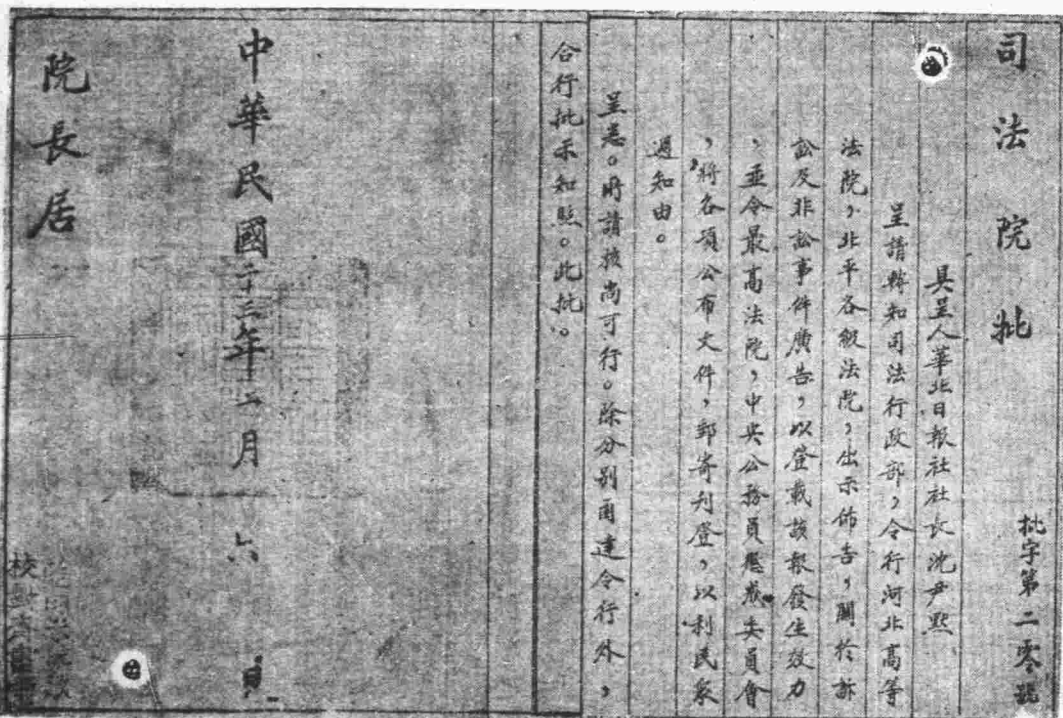 司法院批
批字第二零號
具呈人華北日報社社長沈尹默
呈請轉知司法行政部，令行河北高等
法院，北平各級法院，出示佈告，關於訴
訟及非訟事件廣告，以登載該報發生效力
，並令最高法院，中央公務員懲戒委員會
，將各項公布文件，郵寄刊登，以利民眾
週知由。
呈悉。所請核尚可行。除分別函達令行外，
合行批示知照。此批。
中華民國二十三年二月六日
院長居
校對